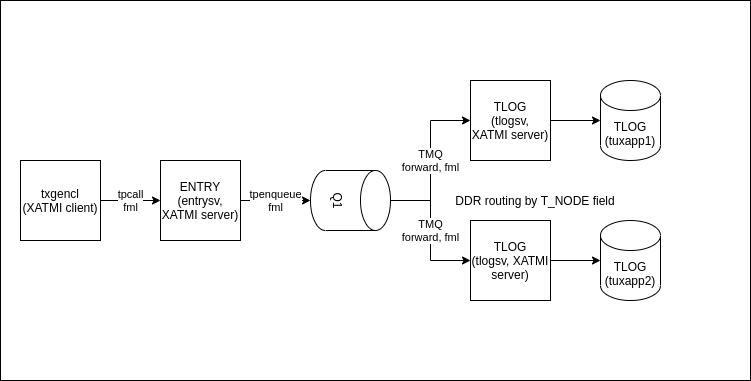 txgencl
(XATMI client)
tpcall
fml
ENTRY
(entrysv,
XATMI server)
tpenqueue
fml
Q1
TMQ
forward, fml
TLOG
(tlogsv,
XATMI server)
TLOG
(tuxapp1)
DDR routing by T_NODE field
TMQ
forward, fml
TLOG
(tlogsv, XATMI
server)
TLOG
(tuxapp2)